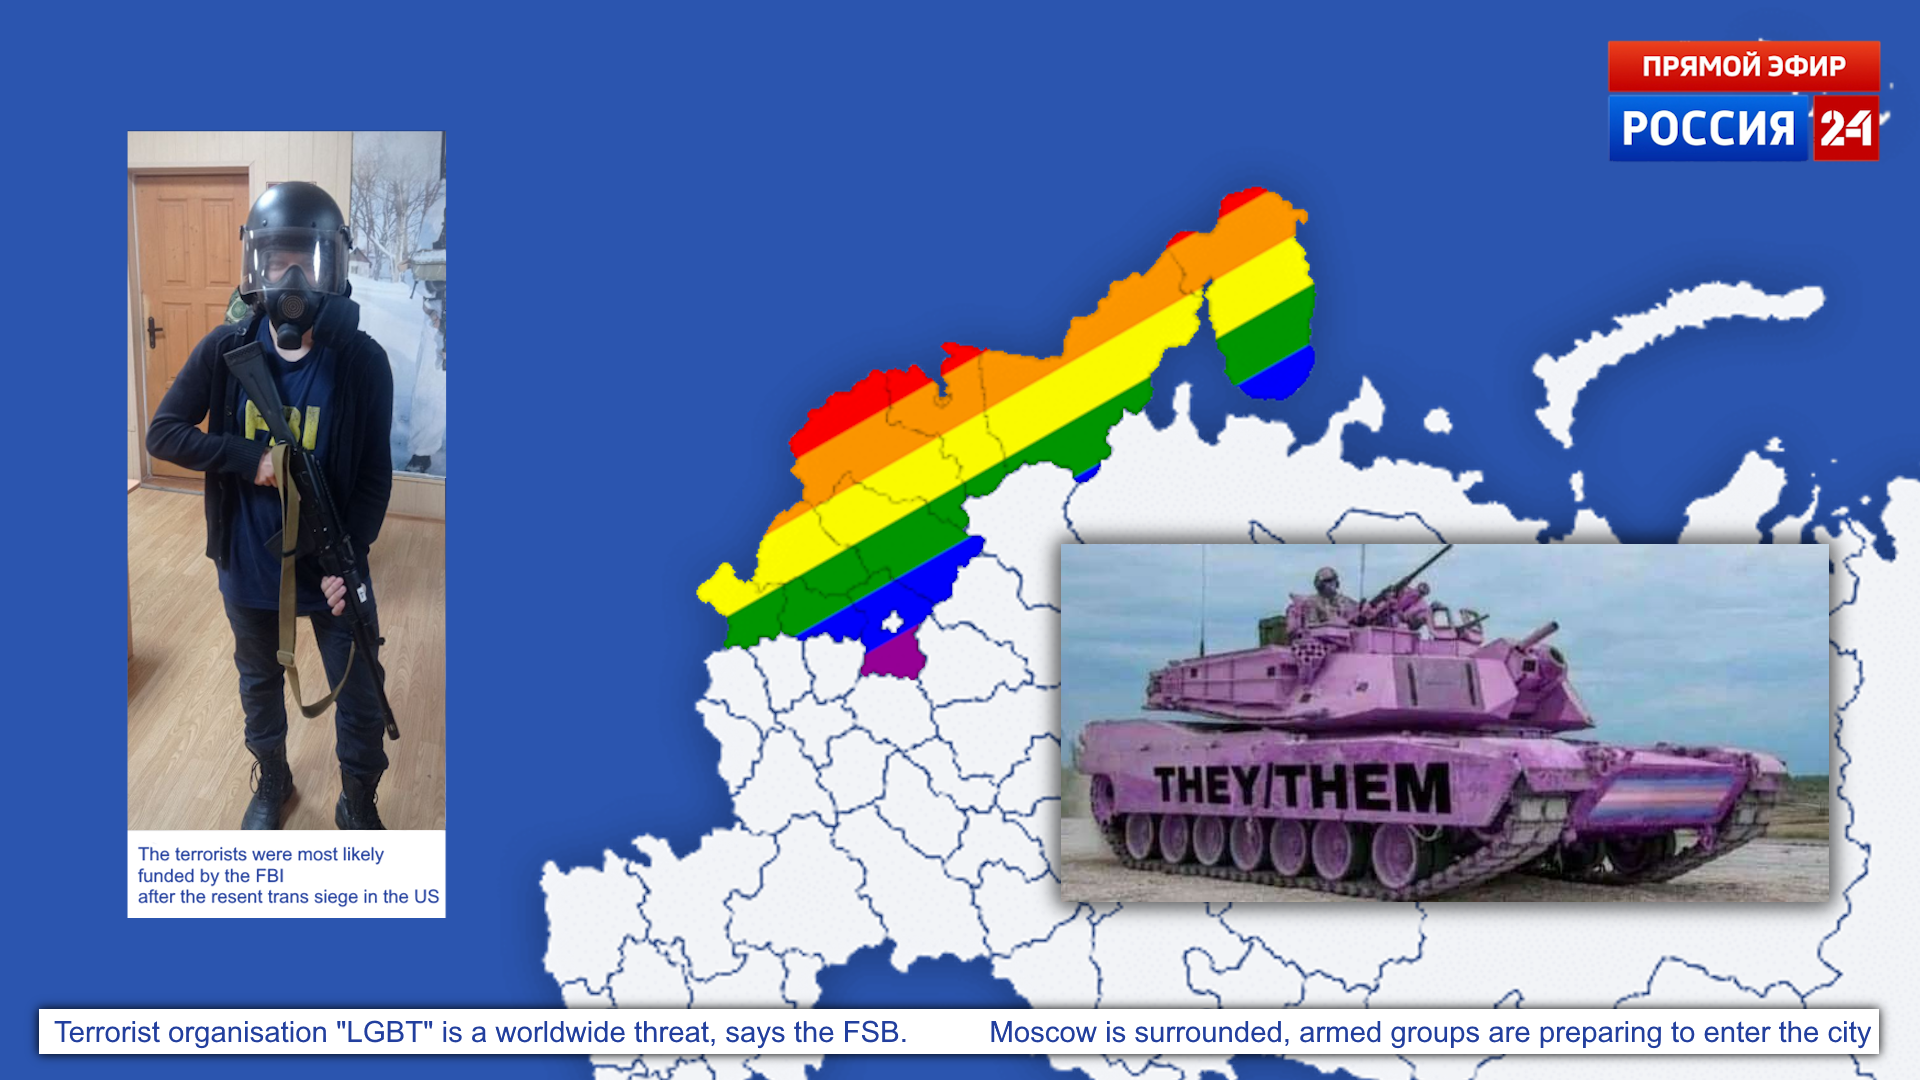 ПРЯМОЙ ЭФИР
РОССИЯ 24
FBI
THEY/THEM
The terrorists were most likely
funded by the FBI
after the resent trans siege in the US
Terrorist organisation "LGBT" is a worldwide threat, says the FSB.
Moscow is surrounded, armed groups are preparing to enter the city